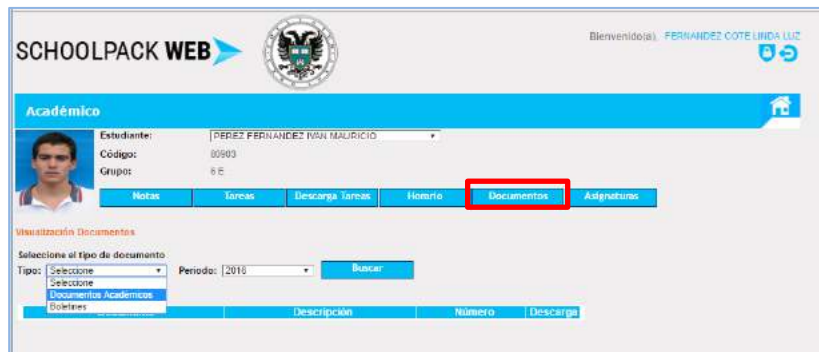 SCHOOLPACK WEB
Bienvenido(a), FERNANDEZ COTE LINDA LUZ
Académico
Estudiante: PEREZ FERNANDEZ IVAN MAURICIO
Código: 80903
Grupo: 6 E
Notas Tareas Descarga Tareas Horario Documentos Asignaturas
Visualización Documentos
Seleccione el tipo de documento
Tipo: Seleccione Periodo: 2016 Buscar
Seleccione
Documentos Académicos
Boletines
Descripción Número Descarga